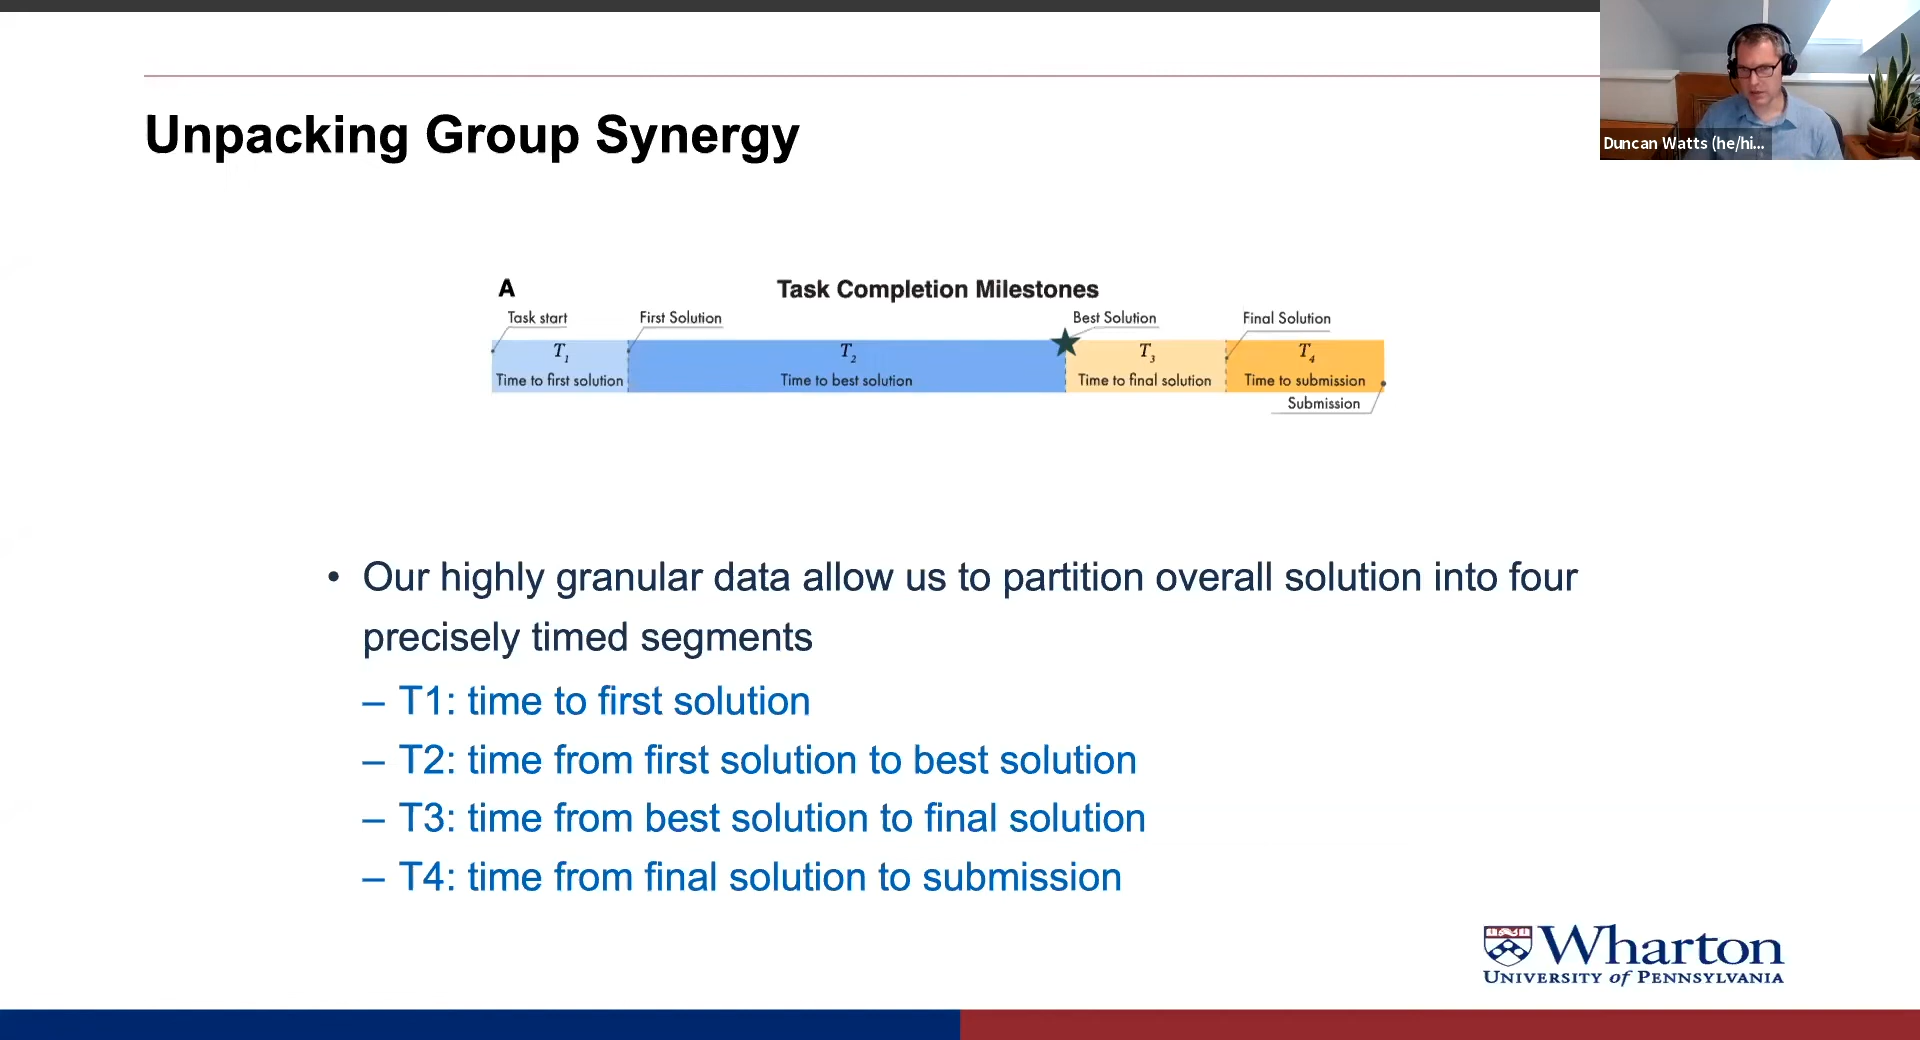 Duncan Watts (he/hi...
Unpacking Group Synergy
A
Task Completion Milestones
Task start
First Solution
Best Solution
Final Solution
T1
T2
T3
T4
Time to first solution
Time to best solution
Time to final solution
Time to submission
Submission
• Our highly granular data allow us to partition overall solution into four
precisely timed segments
– T1: time to first solution
– T2: time from first solution to best solution
– T3: time from best solution to final solution
– T4: time from final solution to submission
Wharton
UNIVERSITY of PENNSYLVANIA